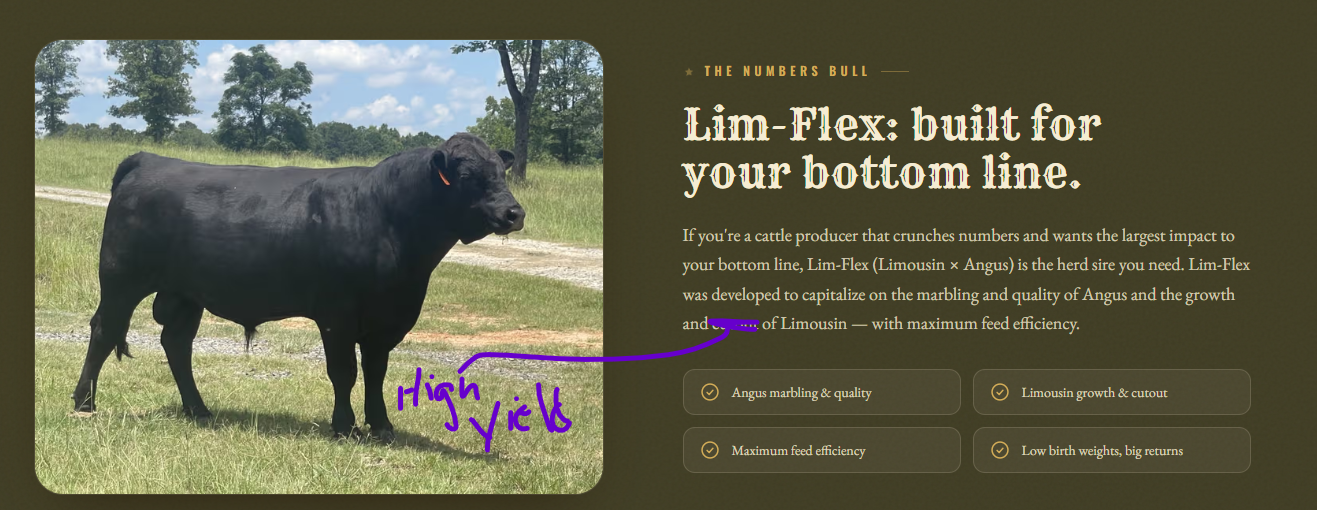 THE NUMBERS BULL
Lim-Flex: built for
your bottom line.
If you're a cattle producer that crunches numbers and wants the largest impact to
your bottom line, Lim-Flex (Limousin × Angus) is the herd sire you need. Lim-Flex
was developed to capitalize on the marbling and quality of Angus and the growth
and of Limousin — with maximum feed efficiency.
High
Yield
Angus marbling & quality
Limousin growth & cutout
Maximum feed efficiency
Low birth weights, big returns